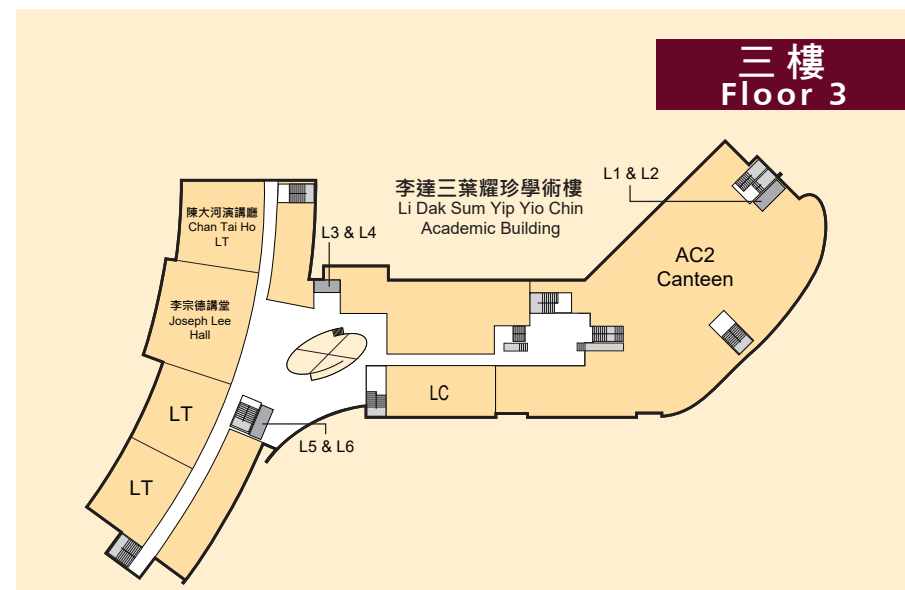 三樓
Floor 3
李達三葉耀珍學術樓
Li Dak Sum Yip Yio Chin
Academic Building
L1 & L2
陳大河演講廳
Chan Tai Ho
LT
L3 & L4
AC2
Canteen
李宗德講堂
Joseph Lee
Hall
LC
LT
L5 & L6
LT